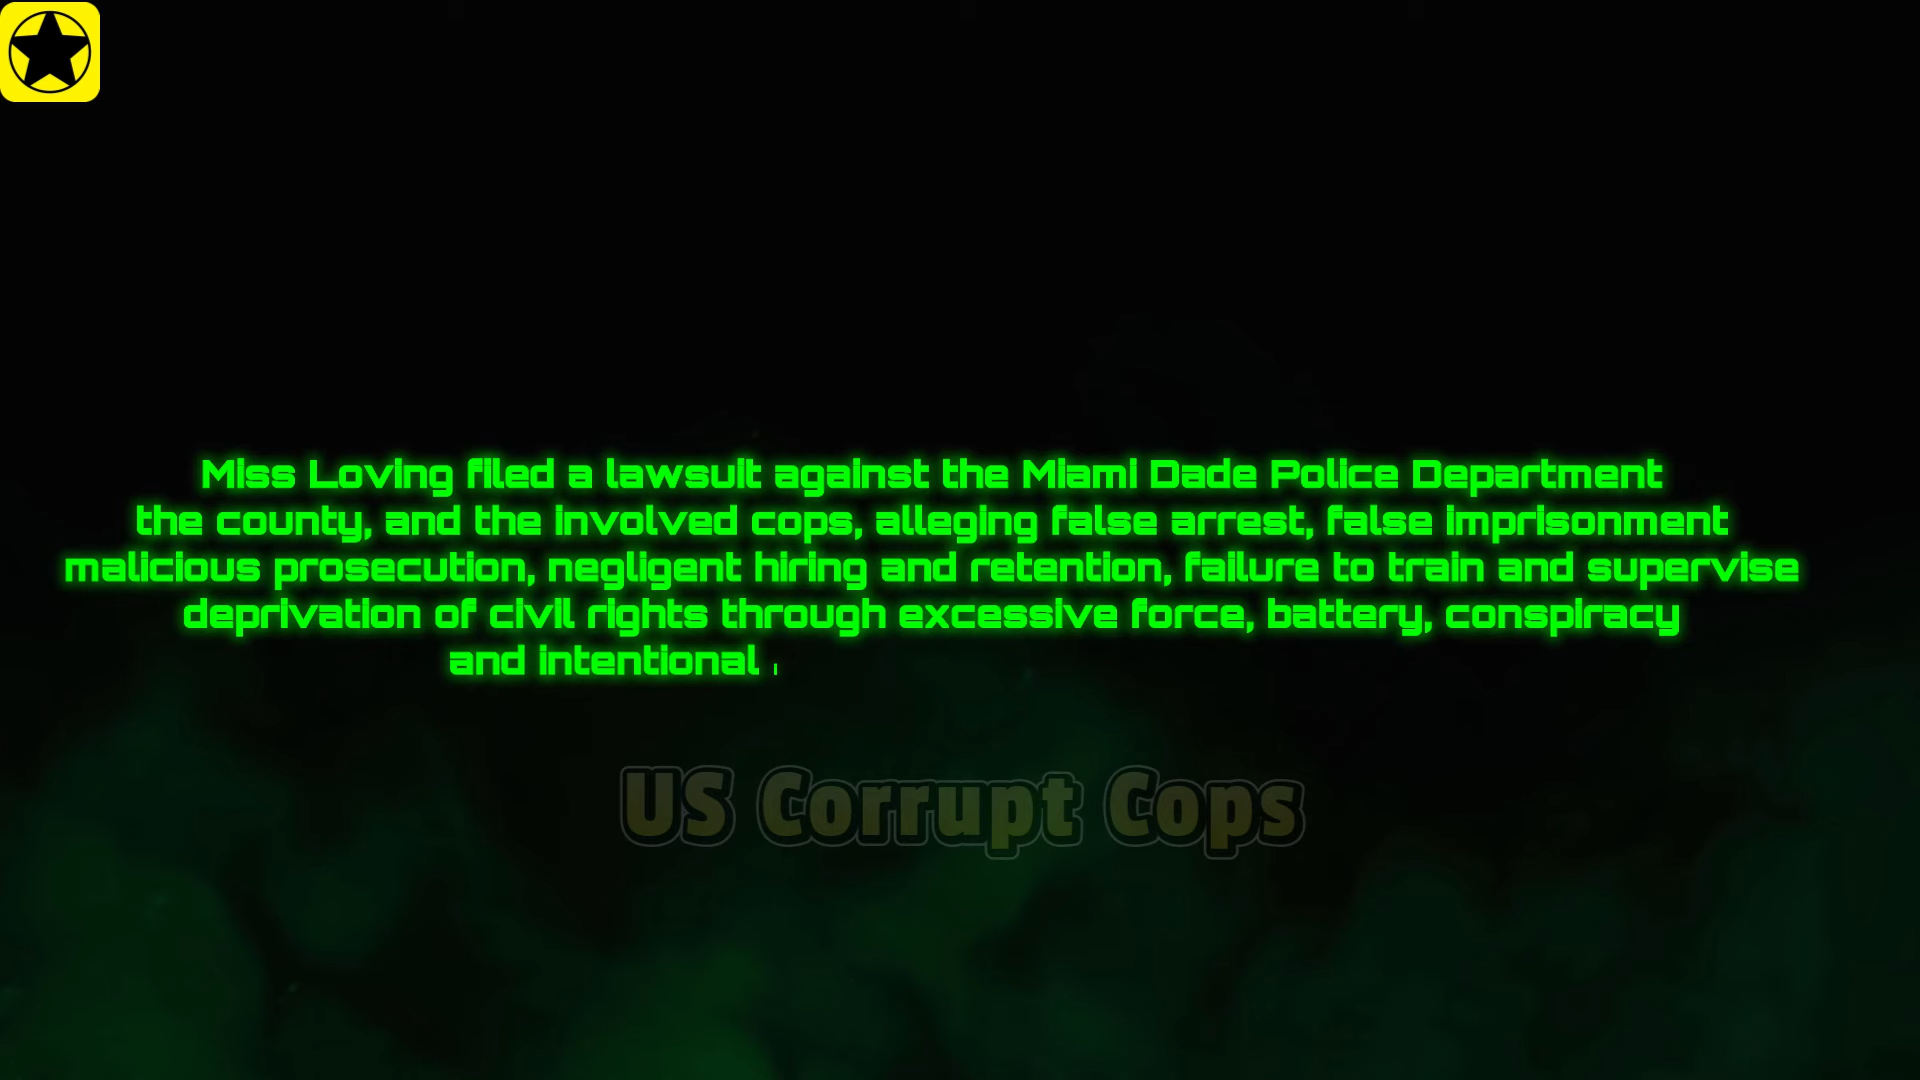 Miss Loving filed a lawsuit against the Miami Dade Police Department
the county, and the involved cops, alleging false arrest, false imprisonment
malicious prosecution, negligent hiring and retention, failure to train and supervise
deprivation of civil rights through excessive force, battery, conspiracy
and intentional
US Corrupt Cops